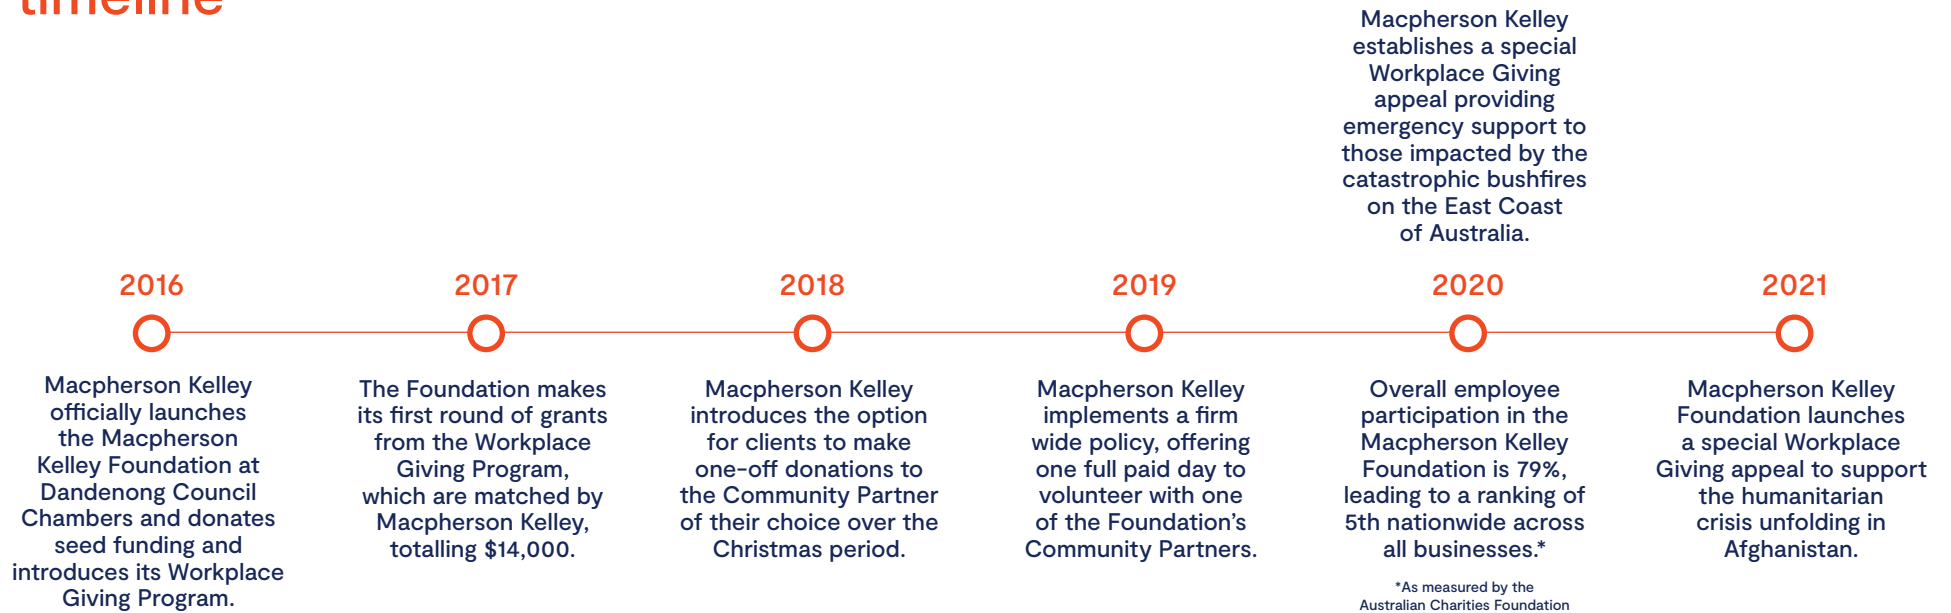 timeline
2016
Macpherson Kelley
officially launches
the Macpherson
Kelley Foundation at
Dandenong Council
Chambers and donates
seed funding and
introduces its Workplace
Giving Program.
2017
The Foundation makes
its first round of grants
from the Workplace
Giving Program,
which are matched by
Macpherson Kelley,
totalling $14,000.
2018
Macpherson Kelley
introduces the option
for clients to make
one-off donations to
the Community Partner
of their choice over the
Christmas period.
2019
Macpherson Kelley
implements a firm
wide policy, offering
one full paid day to
volunteer with one
of the Foundation's
Community Partners.
Macpherson Kelley
establishes a special
Workplace Giving
appeal providing
emergency support to
those impacted by the
catastrophic bushfires
on the East Coast
of Australia.
2020
Overall employee
participation in the
Macpherson Kelley
Foundation is 79%,
leading to a ranking of
5th nationwide across
all businesses.*
*As measured by the
Australian Charities Foundation
2021
Macpherson Kelley
Foundation launches
a special Workplace
Giving appeal to support
the humanitarian
crisis unfolding in
Afghanistan.